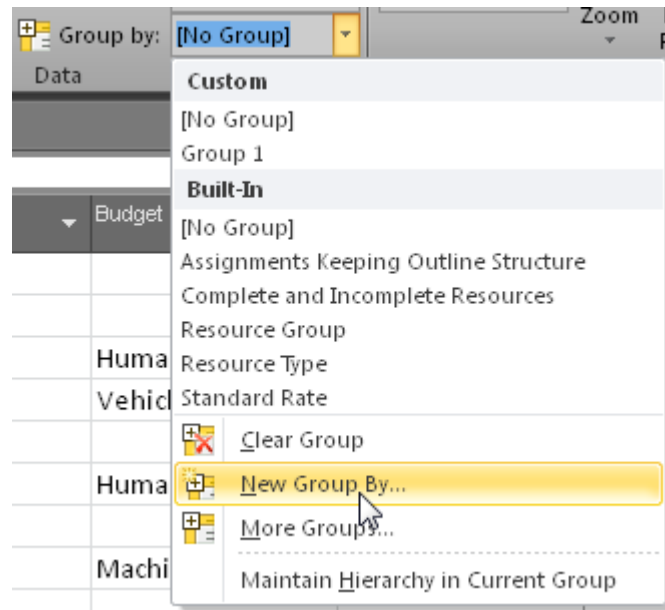 Zoom
Group by: [No Group]
Data
Custom
[No Group]
Group 1
Built-In
Budget
[No Group]
Assignments Keeping Outline Structure
Complete and Incomplete Resources
Resource Group
Huma
Resource Type
Vehicl
Standard Rate
Clear Group
Huma
New Group By...
More Groups...
Machi
Maintain Hierarchy in Current Group